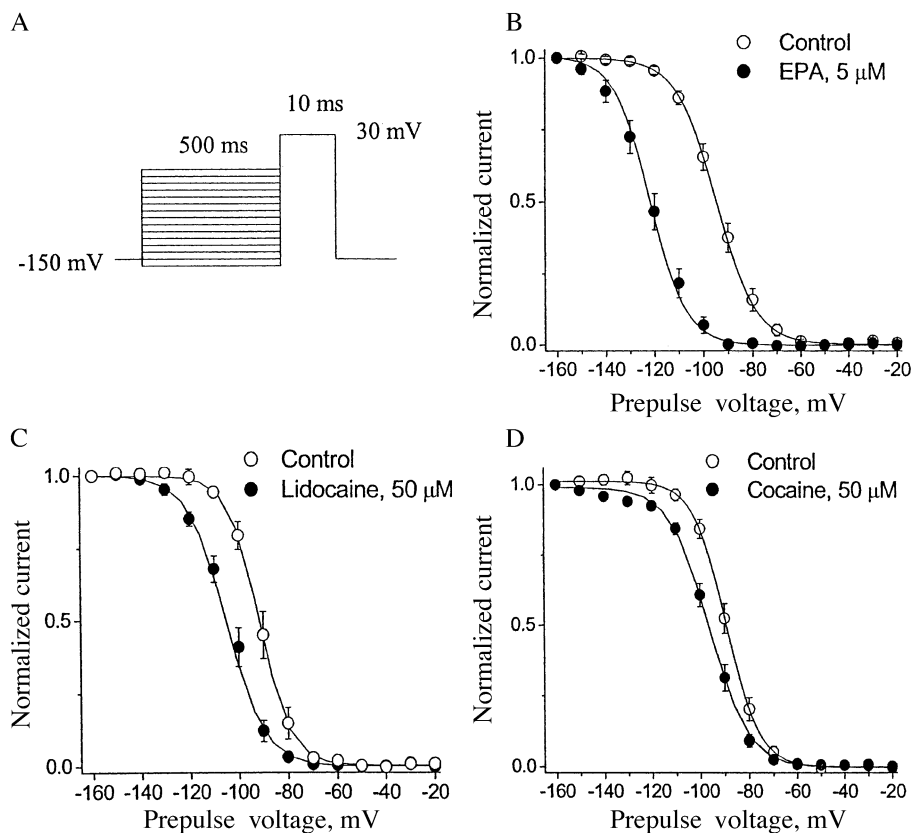 A
10 ms
30 mV
500 ms
-150 mV
B
Control
EPA, 5 μM
Normalized current
1.0
0.5
0.0
-160 -140 -120 -100 -80 -60 -40 -20
Prepulse voltage, mV
C
Control
Lidocaine, 50 μM
Normalized current
1.0
0.5
0.0
-160 -140 -120 -100 -80 -60 -40 -20
Prepulse voltage, mV
D
Control
Cocaine, 50 μM
Normalized current
1.0
0.5
0.0
-160 -140 -120 -100 -80 -60 -40 -20
Prepulse voltage, mV